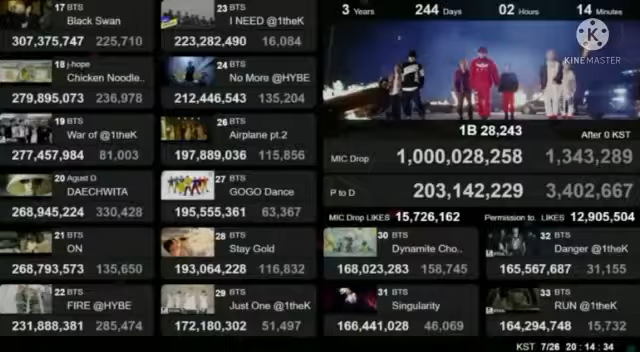 17 BTS
Black Swan
307,375,747 225,710
18 j-hope
Chicken Noodle..
279,895,073 236,978
19 BTS
War of @1theK
277,457,984 81,003
20 Agust D
DAECHWITA
268,945,224 330,428
21 BTS
ON
268,793,573 135,650
22 BTS
FIRE @HYBE
231,888,381 285,474
23 BTS
I NEED @1theK
223,282,490 16,084
24 BTS
No More @HYBE
212,446,543 135,204
26 BTS
Airplane pt.2
197,889,036 115,856
27 BTS
GOGO Dance
195,555,361 63,367
28 BTS
Stay Gold
193,064,228 116,832
29 BTS
Just One @1theK
172,180,302 51,497
3 Years 244 Days 02 Hours 14 Minutes
K
KINEMASTER
1B 28,243 After 0 KST
MIC Drop 1,000,028,258 1,343,289
P to D 203,142,229 3,402,667
MIC Drop LIKES 15,726,162 Permission to. LIKES 12,905,504
30 BTS
Dynamite Cho..
168,023,283 158,745
31 BTS
Singularity
166,441,028 46,069
32 BTS
Danger @1theK
165,567,687 31,155
33 BTS
RUN @1theK
164,294,748 15,732
KST 7/26 20:14:34